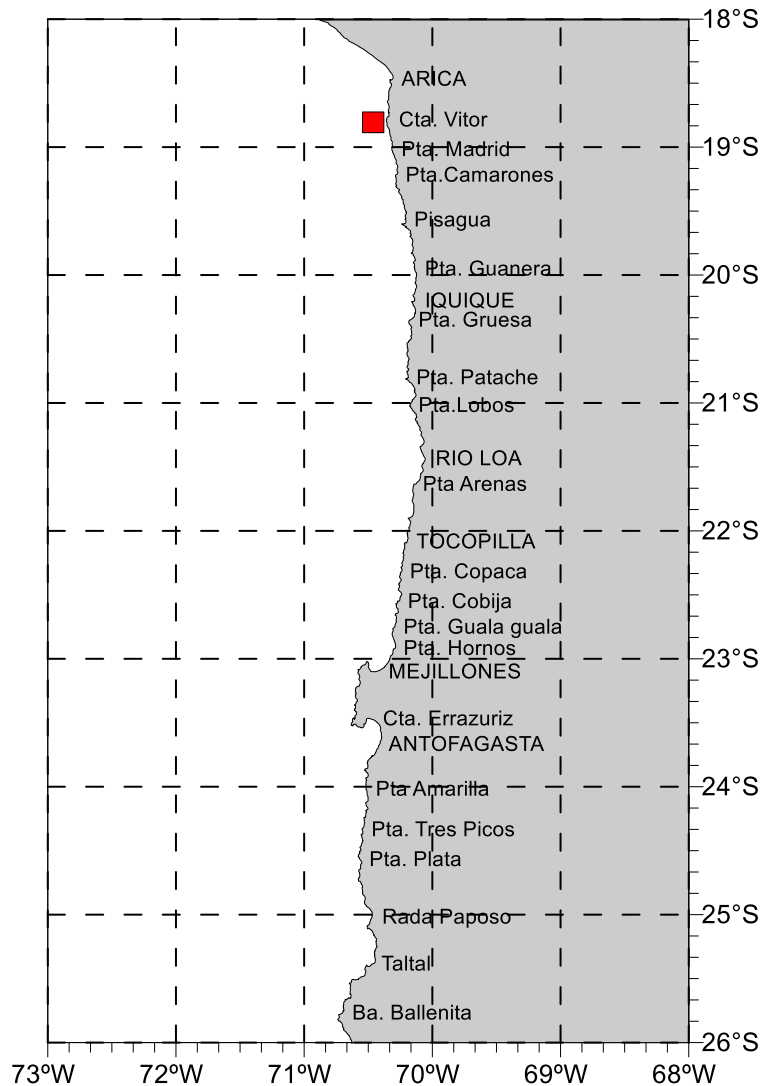 18°S
ARICA
Cta. Vitor
19°S
Pta. Madrid
Pta.Camarones
Pisagua
Pta. Guanera
20°S
IQUIQUE
Pta. Gruesa
Pta. Patache
21°S
Pta.Lobos
RIO LOA
Pta Arenas
22°S
TOCOPILLA
Pta. Copaca
Pta. Cobija
Pta. Guala guala
Pta. Hornos
23°S
MEJILLONES
Cta. Errazuriz
ANTOFAGASTA
24°S
Pta Amarilla
Pta. Tres Picos
Pta. Plata
25°S
Rada Paposo
Taltal
Ba. Ballenita
26°S
73°W 72°W 71°W 70°W 69°W 68°W